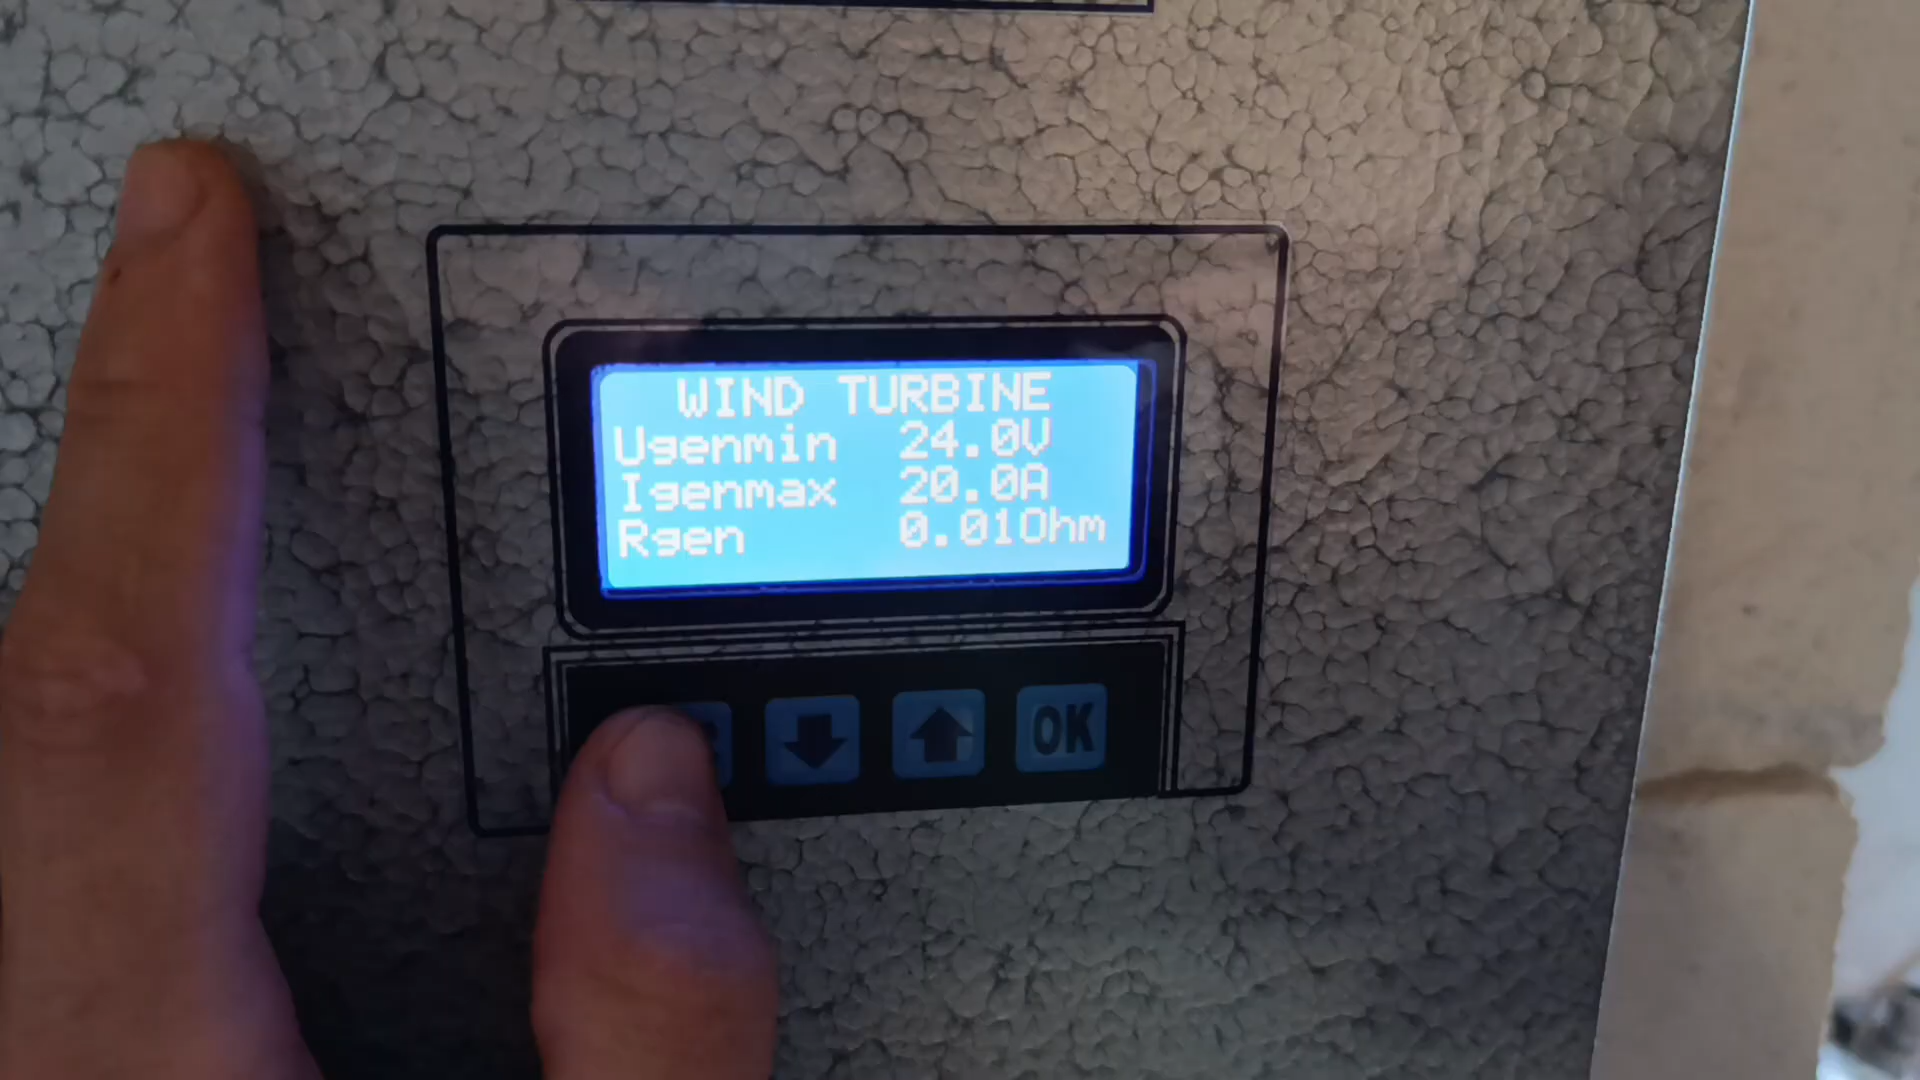 WIND TURBINE
Ugenmin 24.0V
Igenmax 20.0A
Rgen 0.01Ohm
OK